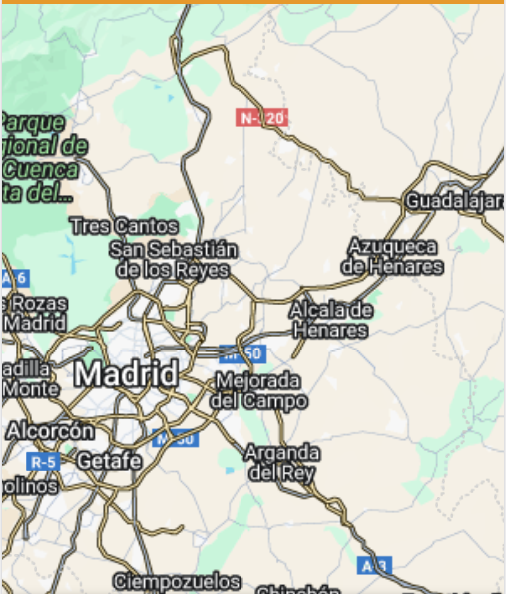 N-320
Parque
gional de
Cuenca
ta del...
Guadalajar
Tres Cantos
San Sebastián
de los Reyes
Azuqueca
de Henares
A-6
s Rozas
Madrid
Alcalá de
Henares
M-50
adilla
Monte
Madrid
Mejorada
del Campo
Alcorcón
M-50
R-5
Getafe
Arganda
del Rey
olinos
A-3
Ciempozuelos
Chinchón